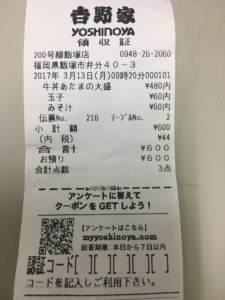 吉野家
YOSHINOYA
領収証
200号線飯塚店 0948-26-2060
福岡県飯塚市弁分40-3
2017年 3月13日(月)09時20分000101
牛丼あたまの大盛 ¥480円
玉子 ¥60円
みそ汁 ¥60円
伝票No. 216 テーブルNo. 2
小計額 ¥600
(内税) ¥44
合計 ¥600
お預り ¥600
合計点数 3点
アンケートに答えて
クーポンをGETしよう!
【アンケートはこちら】
myyoshinoya.com
回答期間:本日から7日以内
認証コード[ ][ ][ ][ ]
コードを記入しご利用下さい。